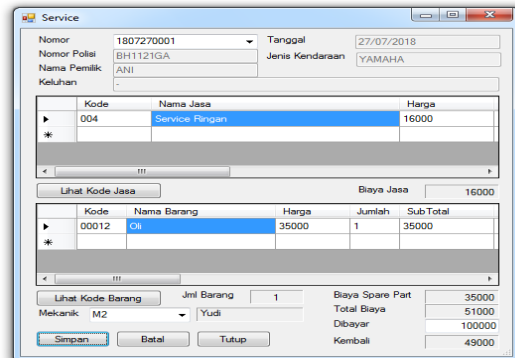 Service
Nomor 1807270001 Tanggal 27/07/2018
Nomor Polisi BH1121GA Jenis Kendaraan YAMAHA
Nama Pemilik ANI
Keluhan -
Kode Nama Jasa Harga
004 Service Ringan 16000
Lihat Kode Jasa Biaya Jasa 16000
Kode Nama Barang Harga Jumlah SubTotal
00012 Oli 35000 1 35000
Lihat Kode Barang Jml Barang 1 Biaya Spare Part 35000
Mekanik M2 Yudi Total Biaya 51000
Dibayar 100000
Simpan Batal Tutup Kembali 49000